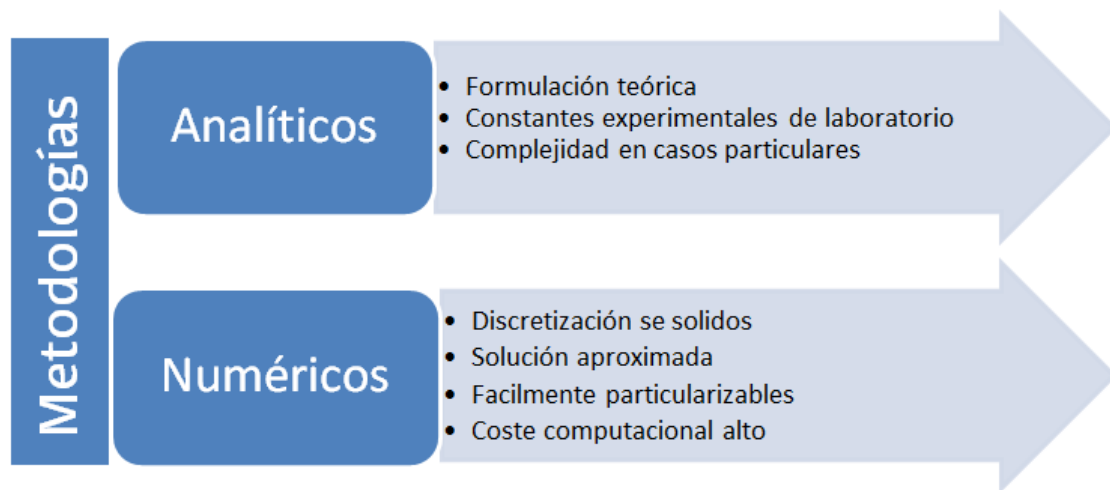 Metodologías
Analíticos
• Formulación teórica
• Constantes experimentales de laboratorio
• Complejidad en casos particulares
Numéricos
• Discretización se solidos
• Solución aproximada
• Facilmente particularizables
• Coste computacional alto